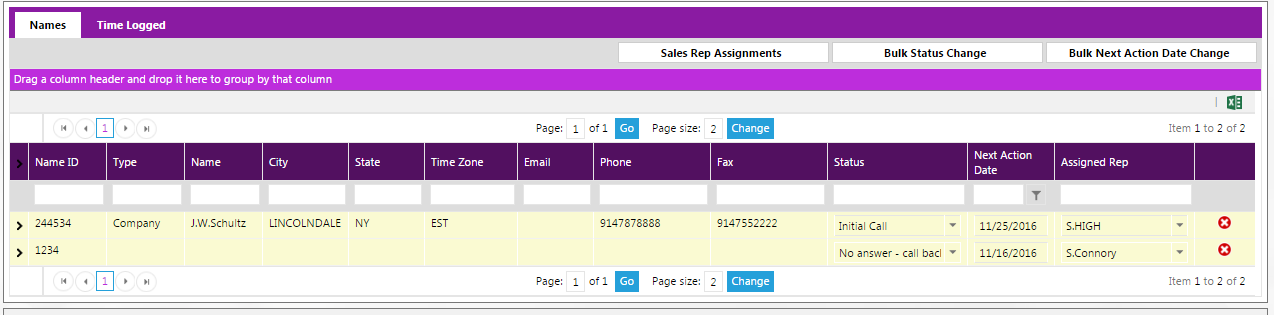 Names Time Logged
Sales Rep Assignments Bulk Status Change Bulk Next Action Date Change
Drag a column header and drop it here to group by that column
1 Page: 1 of 1 Go Page size: 2 Change Item 1 to 2 of 2
Name ID Type Name City State Time Zone Email Phone Fax Status Next Action Date Assigned Rep
244534 Company J.W.Schultz LINCOLNDALE NY EST 9147878888 9147552222 Initial Call 11/25/2016 S.HIGH
1234 No answer - call bacl 11/16/2016 S.Connory
1 Page: 1 of 1 Go Page size: 2 Change Item 1 to 2 of 2